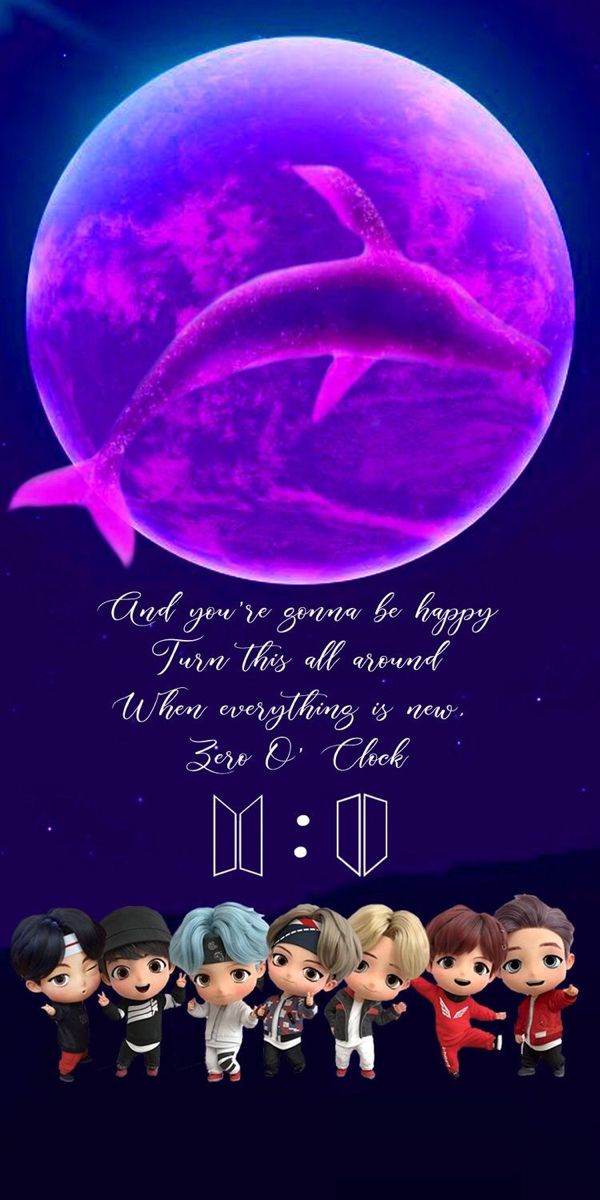 And you're gonna be happy
Turn this all around
When everything is new.
Zero O' Clock